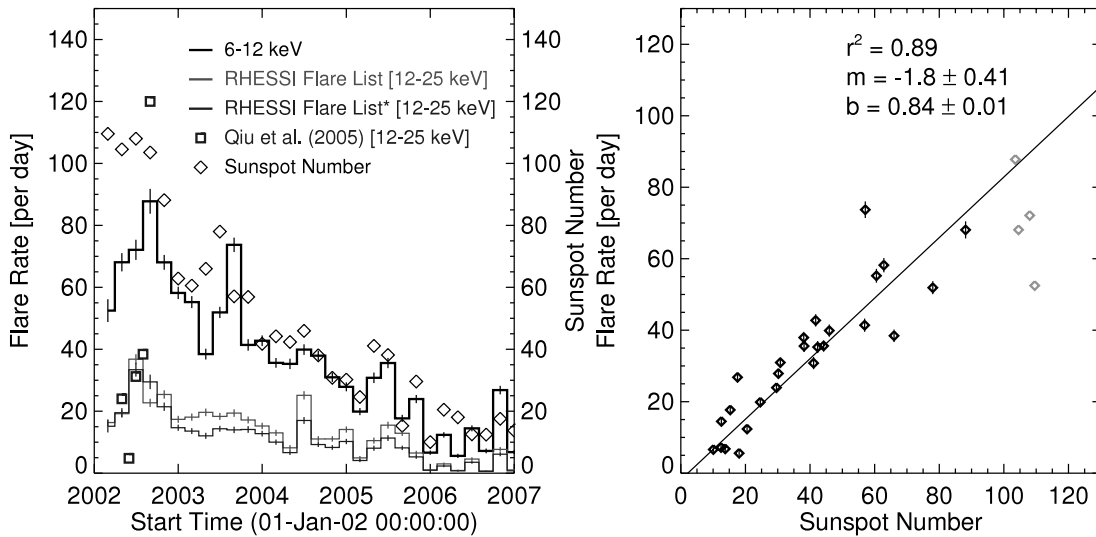 140
120
100
80
60
40
20
0
Flare Rate [per day]
6-12 keV
RHESSI Flare List [12-25 keV]
RHESSI Flare List* [12-25 keV]
Qiu et al. (2005) [12-25 keV]
Sunspot Number
140
120
100
80
60
40
20
0
Sunspot Number
2002 2003 2004 2005 2006 2007
Start Time (01-Jan-02 00:00:00)
120
100
80
60
40
20
0
Flare Rate [per day]
r² = 0.89
m = -1.8 ± 0.41
b = 0.84 ± 0.01
0 20 40 60 80 100 120
Sunspot Number